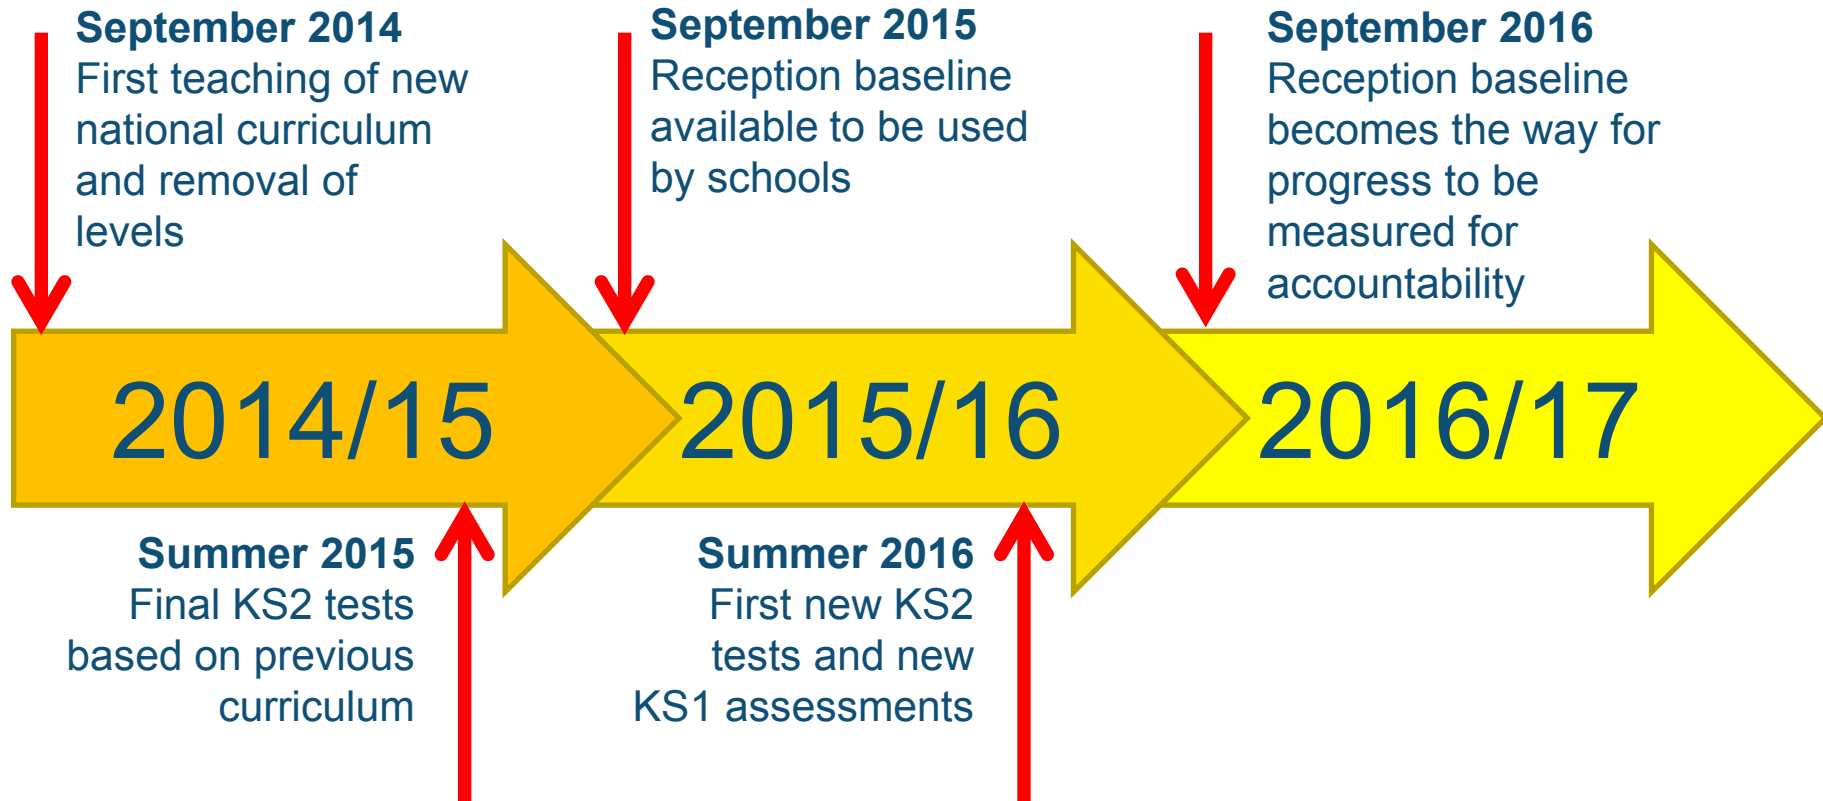 September 2014
First teaching of new
national curriculum
and removal of
levels
September 2015
Reception baseline
available to be used
by schools
September 2016
Reception baseline
becomes the way for
progress to be
measured for
accountability
2014/15
2015/16
2016/17
Summer 2015
Final KS2 tests
based on previous
curriculum
Summer 2016
First new KS2
tests and new
KS1 assessments